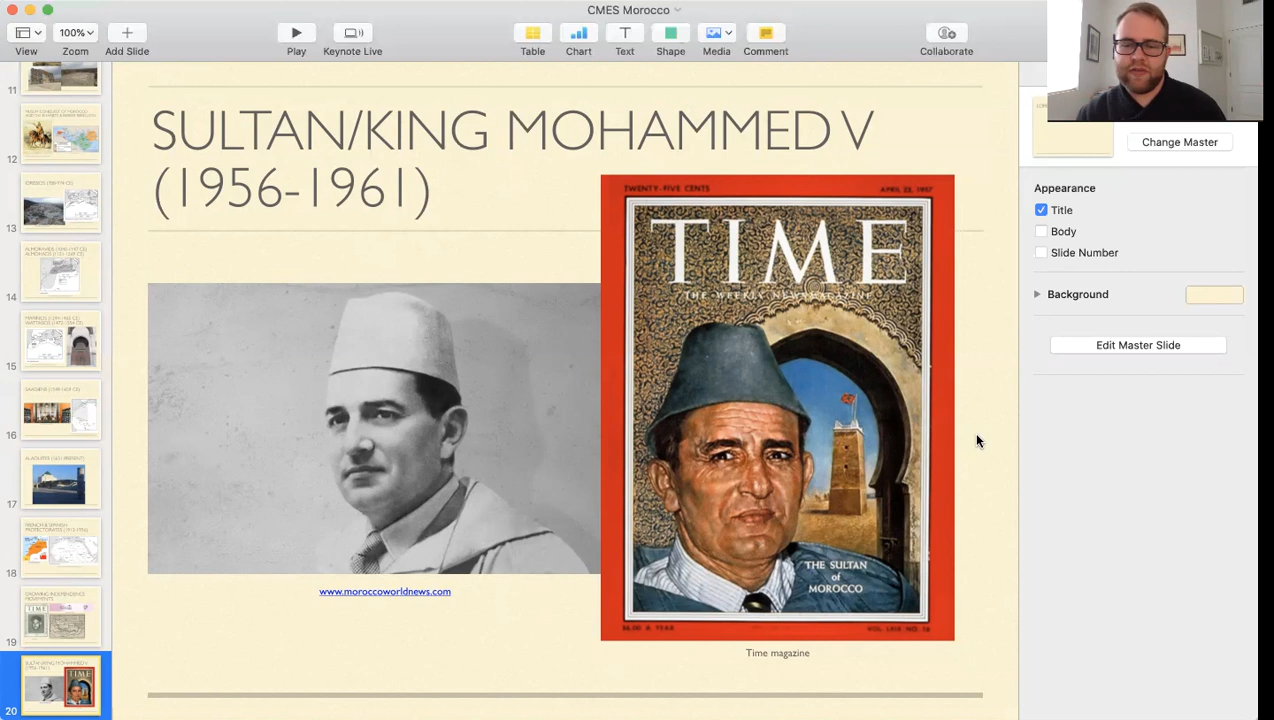 CMES Morocco
View
100%
Zoom
Add Slide
Play
Keynote Live
Table
Chart
Text
Shape
Media
Comment
Collaborate
11
12
13
14
15
16
17
18
19
20
SULTAN/KING MOHAMMED V
(1956-1961)
TWENTY-FIVE CENTS
APRIL 22, 1957
TIME
THE WEEKLY NEWSMAGAZINE
THE SULTAN
of
MOROCCO
www.moroccoworldnews.com
Time magazine
Change Master
Appearance
Title
Body
Slide Number
Background
Edit Master Slide